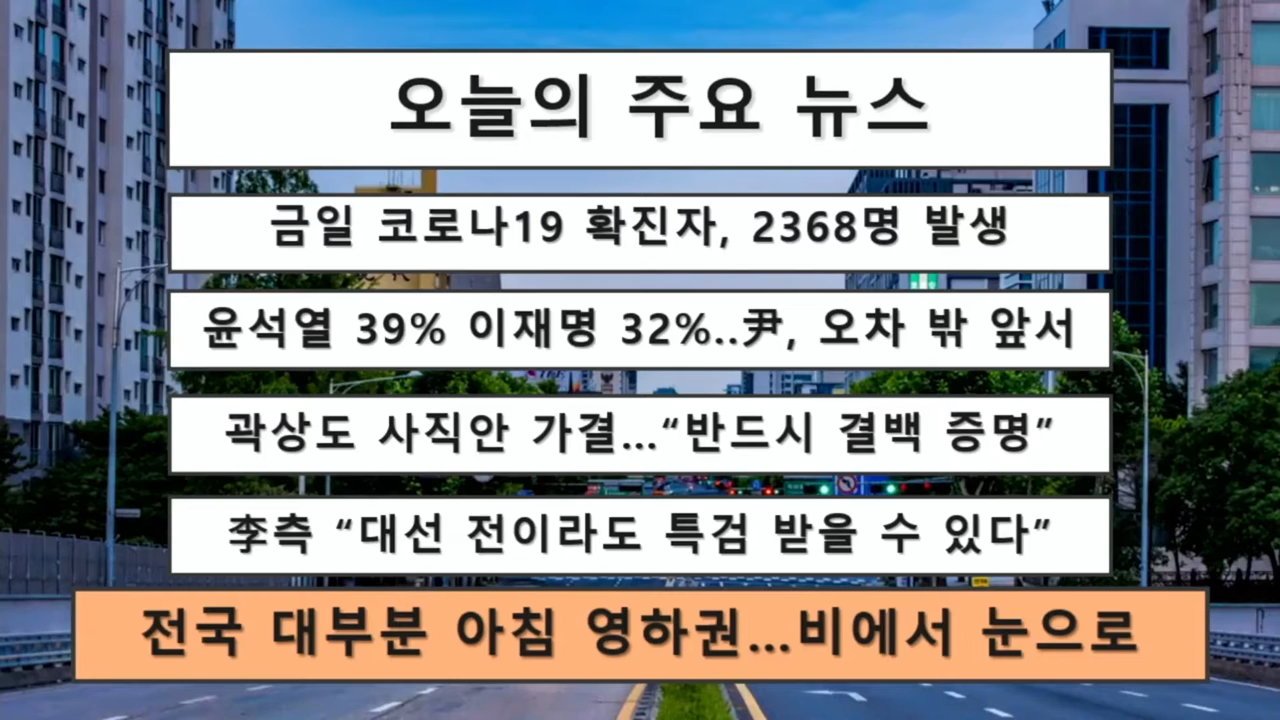 오늘의 주요 뉴스
금일 코로나19 확진자, 2368명 발생
윤석열 39% 이재명 32%..尹, 오차 밖 앞서
곽상도 사직안 가결...“반드시 결백 증명”
李측 “대선 전이라도 특검 받을 수 있다”
전국 대부분 아침 영하권...비에서 눈으로